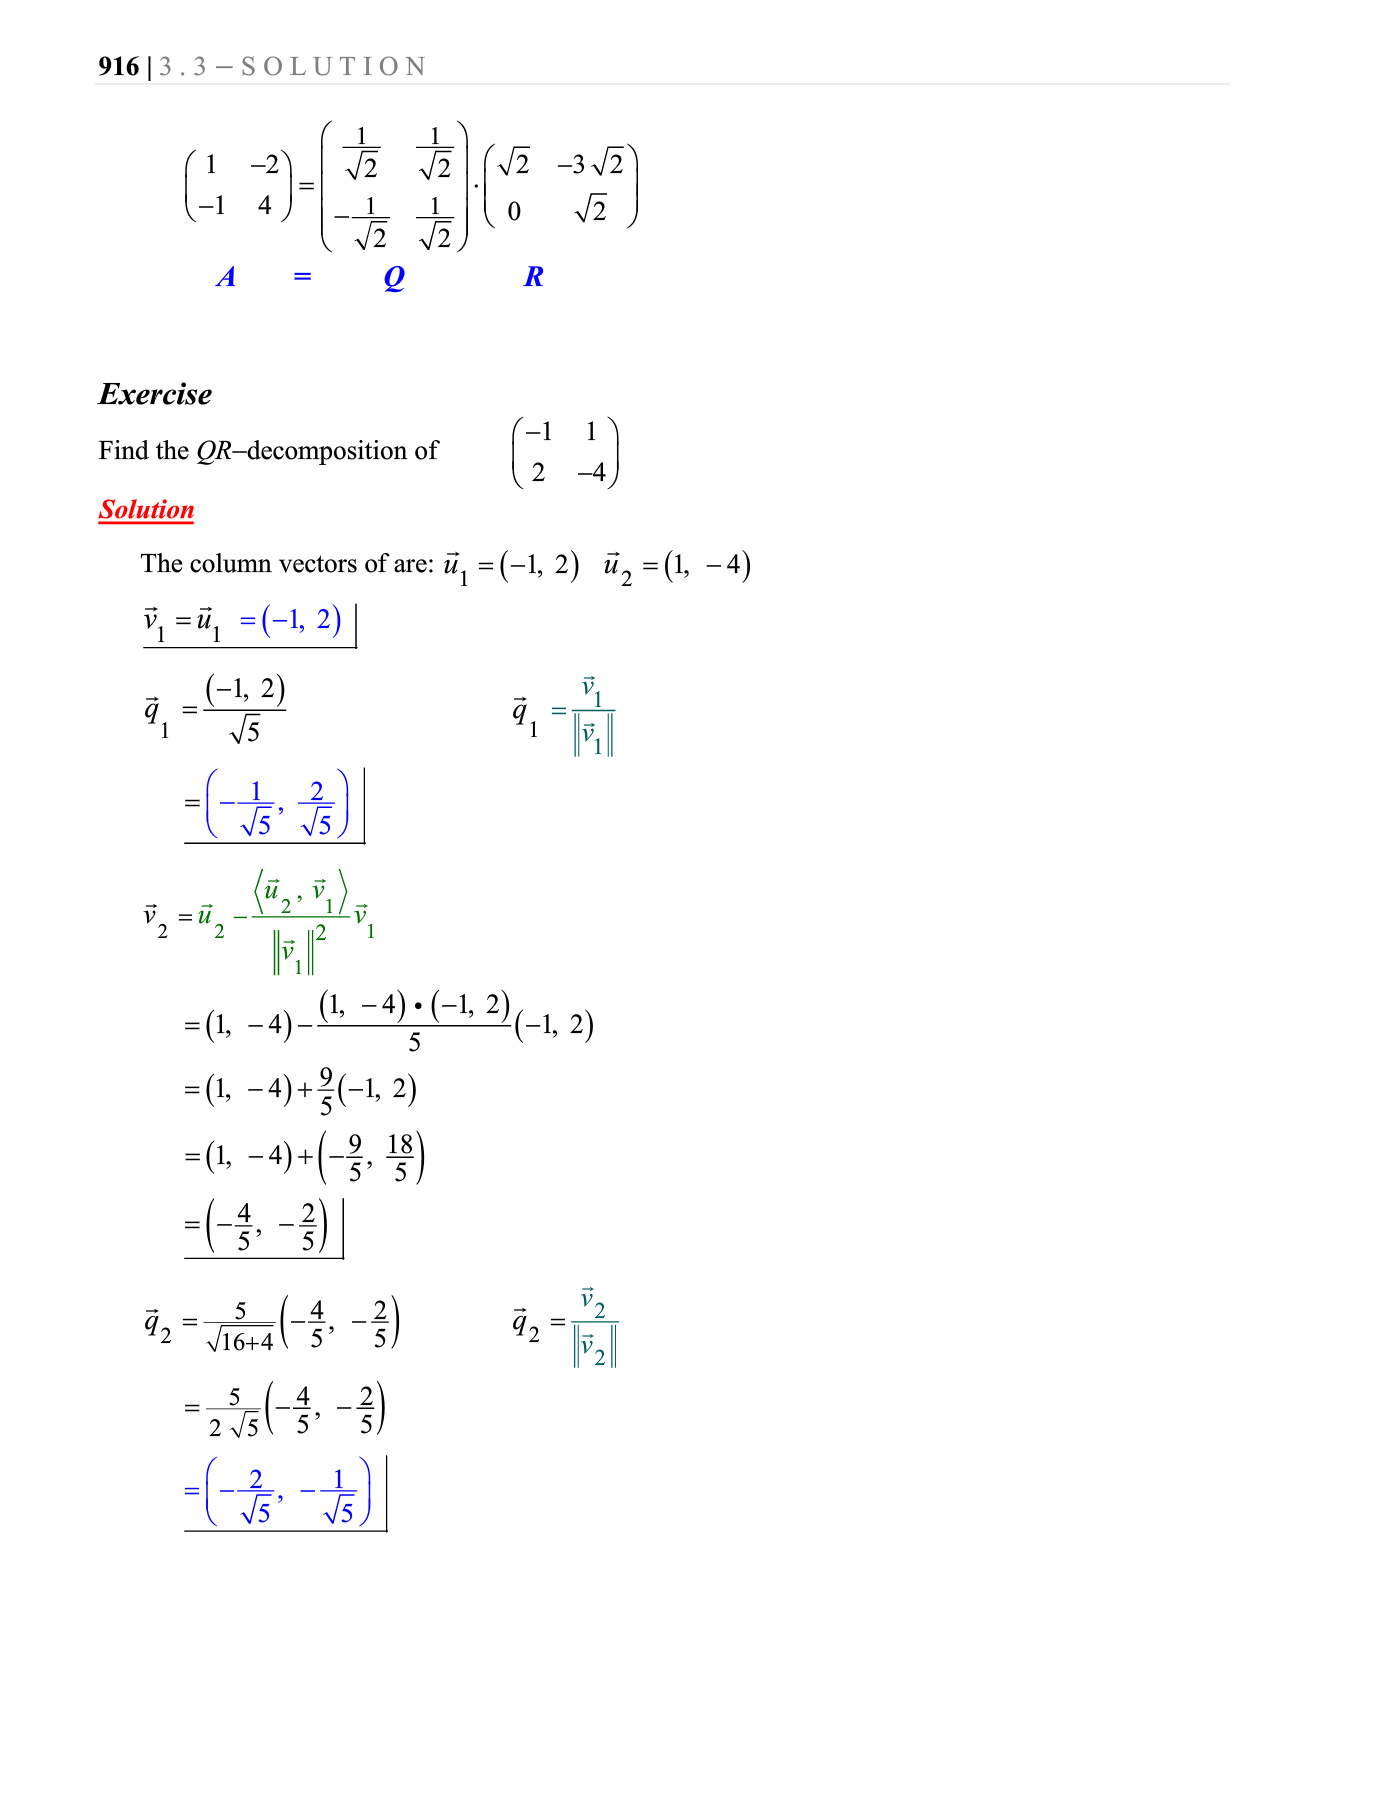 916 | 3.3 – SOLUTION
$\begin{pmatrix} 1 & -2 \\ -1 & 4 \end{pmatrix} = \begin{pmatrix} \frac{1}{\sqrt{2}} & \frac{1}{\sqrt{2}} \\ -\frac{1}{\sqrt{2}} & \frac{1}{\sqrt{2}} \end{pmatrix} \cdot \begin{pmatrix} \sqrt{2} & -3\sqrt{2} \\ 0 & \sqrt{2} \end{pmatrix}$
A = Q R
Exercise
Find the QR–decomposition of $\begin{pmatrix} -1 & 1 \\ 2 & -4 \end{pmatrix}$
Solution
The column vectors of are: $\vec{u}_1 = (-1, 2)$ $\vec{u}_2 = (1, -4)$
$\vec{v}_1 = \vec{u}_1 = (-1, 2)$
$\vec{q}_1 = \frac{(-1, 2)}{\sqrt{5}}$ $\vec{q}_1 = \frac{\vec{v}_1}{\|\vec{v}_1\|}$
$= \left(-\frac{1}{\sqrt{5}}, \frac{2}{\sqrt{5}}\right)$
$\vec{v}_2 = \vec{u}_2 - \frac{\langle \vec{u}_2, \vec{v}_1 \rangle}{\|\vec{v}_1\|^2} \vec{v}_1$
$= (1, -4) - \frac{(1, -4) \bullet (-1, 2)}{5} (-1, 2)$
$= (1, -4) + \frac{9}{5} (-1, 2)$
$= (1, -4) + \left(-\frac{9}{5}, \frac{18}{5}\right)$
$= \left(-\frac{4}{5}, -\frac{2}{5}\right)$
$\vec{q}_2 = \frac{5}{\sqrt{16+4}} \left(-\frac{4}{5}, -\frac{2}{5}\right)$ $\vec{q}_2 = \frac{\vec{v}_2}{\|\vec{v}_2\|}$
$= \frac{5}{2\sqrt{5}} \left(-\frac{4}{5}, -\frac{2}{5}\right)$
$= \left(-\frac{2}{\sqrt{5}}, -\frac{1}{\sqrt{5}}\right)$